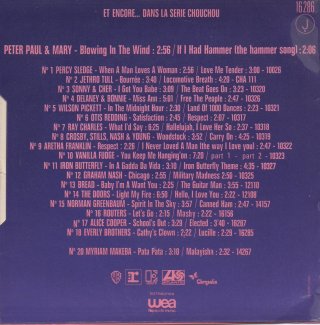 ET ENCORE... DANS LA SERIE CHOUCHOU
16.286
J
PETER PAUL & MARY - Blowing In The Wind : 2:56 / If I Had Hammer (the hammer song) : 2:06
N° 1 PERCY SLEDGE - When A Man Loves A Woman : 2:56 / Love Me Tender : 3:00 - 10026
N° 2 JETHRO TULL - Bourrée : 3:40 / Locomotive Breath : 4:20 - CHA 111
N° 3 SONNY & CHER - I Got You Babe : 3:09 / The Beat Goes On : 3:23 - 10320
N° 4 DELANEY & BONNIE - Miss Ann : 5:01 / Free The People : 2:47 - 10326
N° 5 WILSON PICKETT - In The Midnight Hour : 2:30 / Land Of 1000 Dances : 2:23 - 10321
N° 6 OTIS REDDING - Satisfaction : 2:45 / Respect : 2:07 - 10317
N° 7 RAY CHARLES - What I'd Say : 6:25 / Hallelujah, I Love Her So : 2:37 - 10318
N° 8 CROSBY, STILLS, NASH & YOUNG - Woodstock : 3:52 / Carry On : 4:25 - 10319
N° 9 ARETHA FRANKLIN - Respect : 2:26 / I Never Loved A Man (the way I Love you) : 2:47 - 10322
N° 10 VANILLA FUDGE - You Keep Me Hanging'on : 7:20 / part 1 - part 2 - 10323
N° 11 IRON BUTTERFLY - In A Gadda Da Vida : 3:10 / Iron Butterfly Theme : 4:35 - 10327
N° 12 GRAHAM NASH - Chicago : 2:55 / Military Madness : 2:50 - 10325
N° 13 BREAD - Baby I'm A Want You : 2:25 / The Guitar Man : 3:55 - 12110
N° 14 THE DOORS - Light My Fire : 6:50 / Hello, I Love You : 2:22 - 12108
N° 15 NORMAN GREENBAUM - Spirit In The Sky : 3:57 / Canned Ham : 2:47 - 14157
N° 16 ROUTERS - Let's Go : 2:15 / Mashy : 2:22 - 16156
N° 17 ALICE COOPER - School's Out : 3:29 / Elected : 3:40 - 16287
N° 18 EVERLY BROTHERS - Cathy's Clown : 2:22 / Lucille : 2:29 - 16285
N° 20 MYRIAM MAKEBA - Pata Pata : 3:10 / Malayisha : 2:32 - 14267
reprise
ATLANTIC
Chrysalis
wea